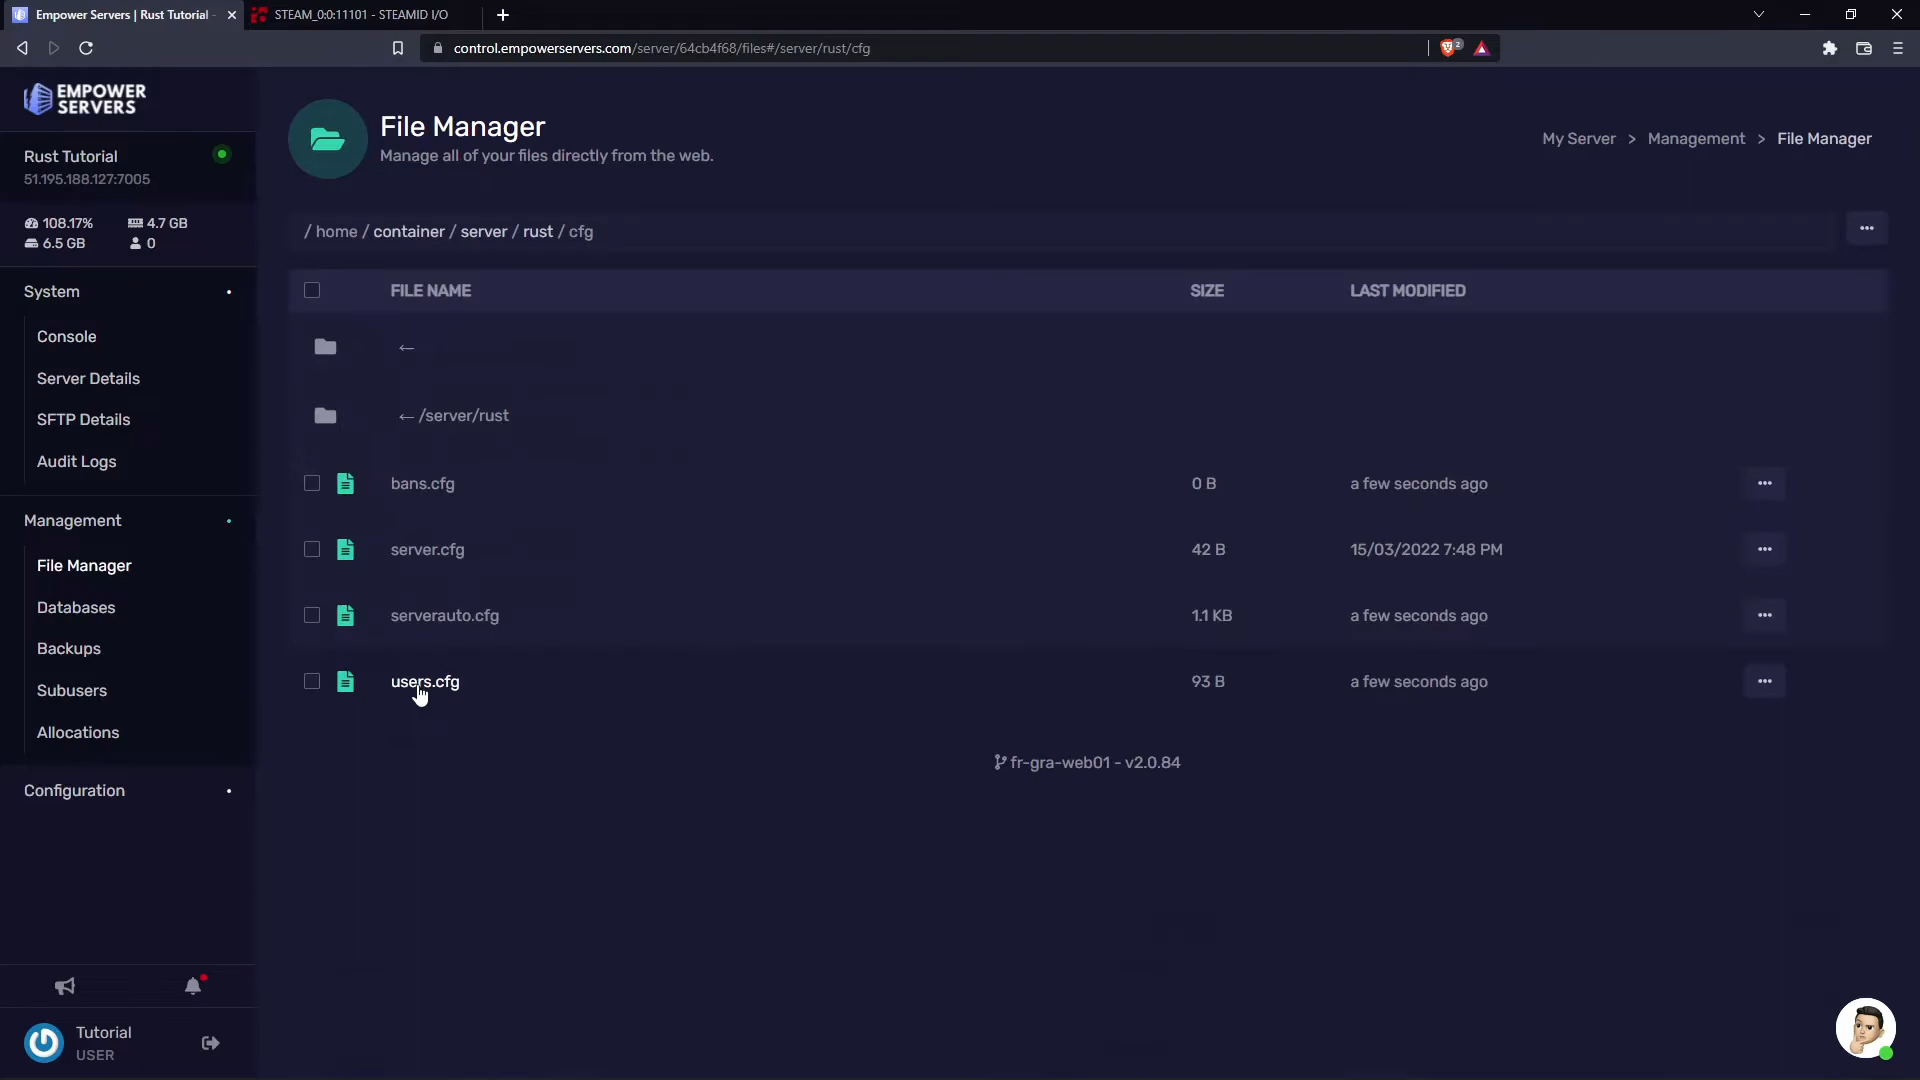 Empower Servers | Rust Tutorial -
STEAM_0:0:11101 - STEAMID I/O
control.empowerservers.com/server/64cb4f68/files#/server/rust/cfg
2
EMPOWER
SERVERS
Rust Tutorial
51.195.188.127:7005
108.17%
4.7 GB
6.5 GB
0
System
Console
Server Details
SFTP Details
Audit Logs
Management
File Manager
Databases
Backups
Subusers
Allocations
Configuration
Tutorial
USER
File Manager
Manage all of your files directly from the web.
My Server > Management > File Manager
/ home / container / server / rust / cfg
FILE NAME SIZE LAST MODIFIED
←
← /server/rust
bans.cfg 0 B a few seconds ago
server.cfg 42 B 15/03/2022 7:48 PM
serverauto.cfg 1.1 KB a few seconds ago
users.cfg 93 B a few seconds ago
fr-gra-web01 - v2.0.84